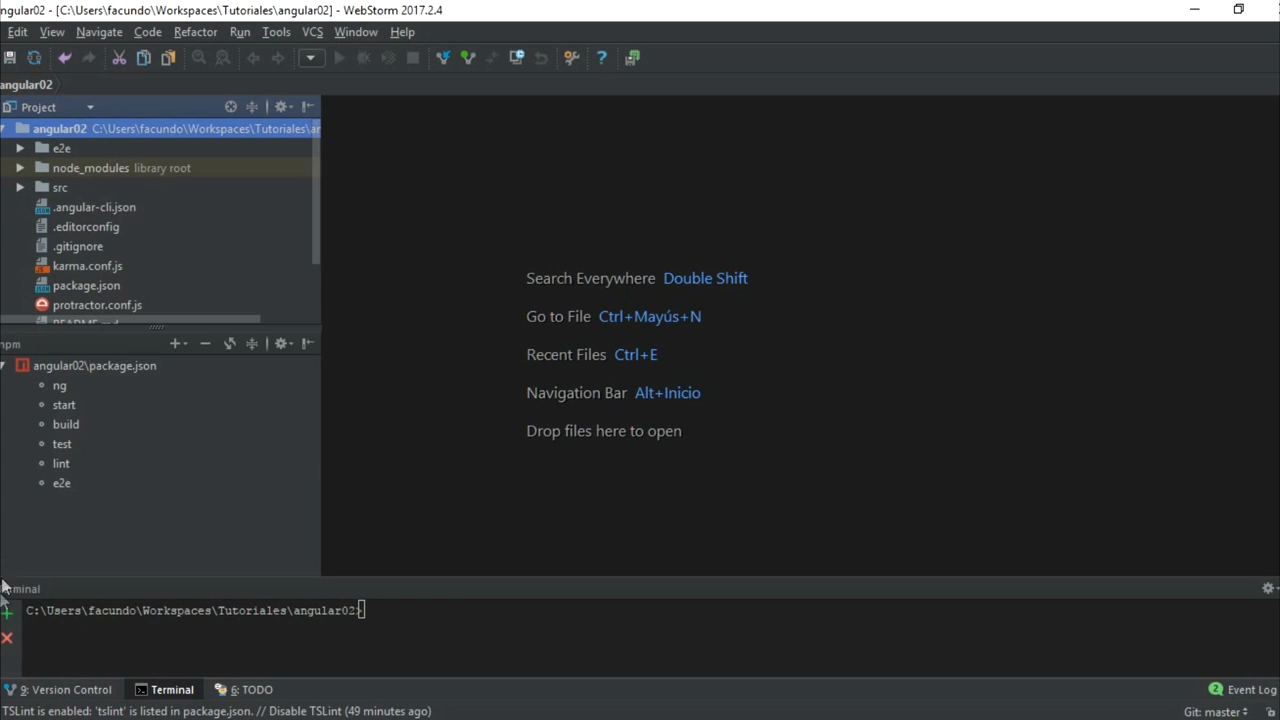 ngular02 - [C:\Users\facundo\Workspaces\Tutoriales\angular02] - WebStorm 2017.2.4
Edit View Navigate Code Refactor Run Tools VCS Window Help
angular02
Project
angular02 C:\Users\facundo\Workspaces\Tutoriales\ar
e2e
node_modules library root
src
.angular-cli.json
.editorconfig
.gitignore
karma.conf.js
package.json
protractor.conf.js
README.md
npm
angular02\package.json
ng
start
build
test
lint
e2e
Search Everywhere Double Shift
Go to File Ctrl+Mayús+N
Recent Files Ctrl+E
Navigation Bar Alt+Inicio
Drop files here to open
rminal
C:\Users\facundo\Workspaces\Tutoriales\angular02>
9: Version Control Terminal 6: TODO 2 Event Log
TSLint is enabled: 'tslint' is listed in package.json. // Disable TSLint (49 minutes ago) Git: master